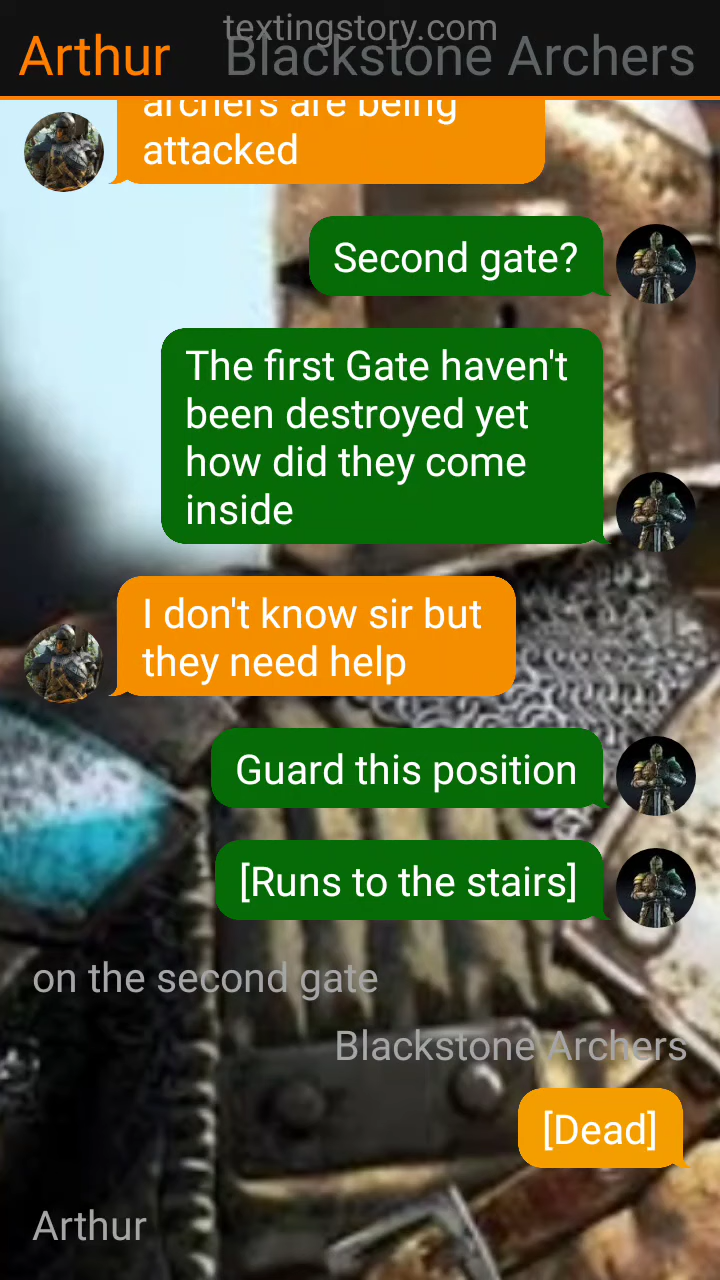 textingstory.com
Arthur
Blackstone Archers
archers are being
attacked
Second gate?
The first Gate haven't
been destroyed yet
how did they come
inside
I don't know sir but
they need help
Guard this position
[Runs to the stairs]
on the second gate
Blackstone Archers
[Dead]
Arthur